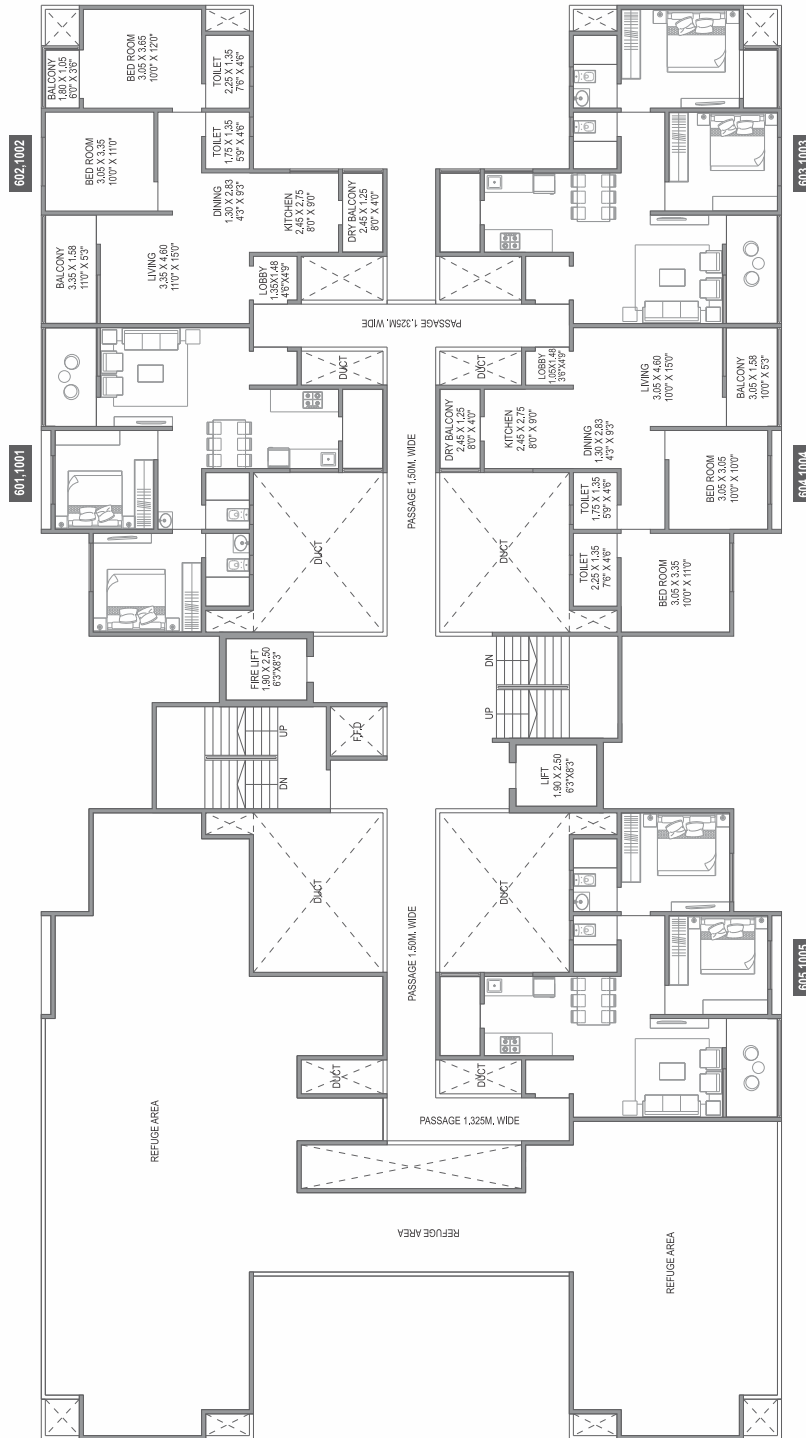 602,1002
BALCONY
1.80 X 1.05
6'0" X 3'6"
BED ROOM
3.05 X 3.65
10'0" X 12'0"
TOILET
2.25 X 1.35
7'6" X 4'6"
BED ROOM
3.05 X 3.35
10'0" X 11'0"
TOILET
1.75 X 1.35
5'9" X 4'6"
DINING
1.30 X 2.83
4'3" X 9'3"
KITCHEN
2.45 X 2.75
8'0" X 9'0"
DRY BALCONY
2.45 X 1.25
8'0" X 4'0"
BALCONY
3.35 X 1.58
11'0" X 5'3"
LIVING
3.35 X 4.60
11'0" X 15'0"
LOBBY
1.35X1.48
4'6"X4'9"
603,1003
PASSAGE 1.325M. WIDE
DUCT
DUCT
LOBBY
1.05X1.48
3'6"X4'9"
LIVING
3.05 X 4.60
10'0" X 15'0"
BALCONY
3.05 X 1.58
10'0" X 5'3"
601,1001
PASSAGE 1.50M. WIDE
DRY BALCONY
2.45 X 1.25
8'0" X 4'0"
KITCHEN
2.45 X 2.75
8'0" X 9'0"
DINING
1.30 X 2.83
4'3" X 9'3"
604,1004
BED ROOM
3.05 X 3.05
10'0" X 10'0"
TOILET
1.75 X 1.35
5'9" X 4'6"
DUCT
DUCT
TOILET
2.25 X 1.35
7'6" X 4'6"
BED ROOM
3.05 X 3.35
10'0" X 11'0"
FIRE LIFT
1.90 X 2.50
6'3"X8'3"
DN
UP
UP
DN
F.F.D
LIFT
1.90 X 2.50
6'3"X8'3"
DUCT
DUCT
PASSAGE 1.50M. WIDE
605,1005
DUCT
DUCT
PASSAGE 1.325M. WIDE
REFUGE AREA
REFUGE AREA
REFUGE AREA